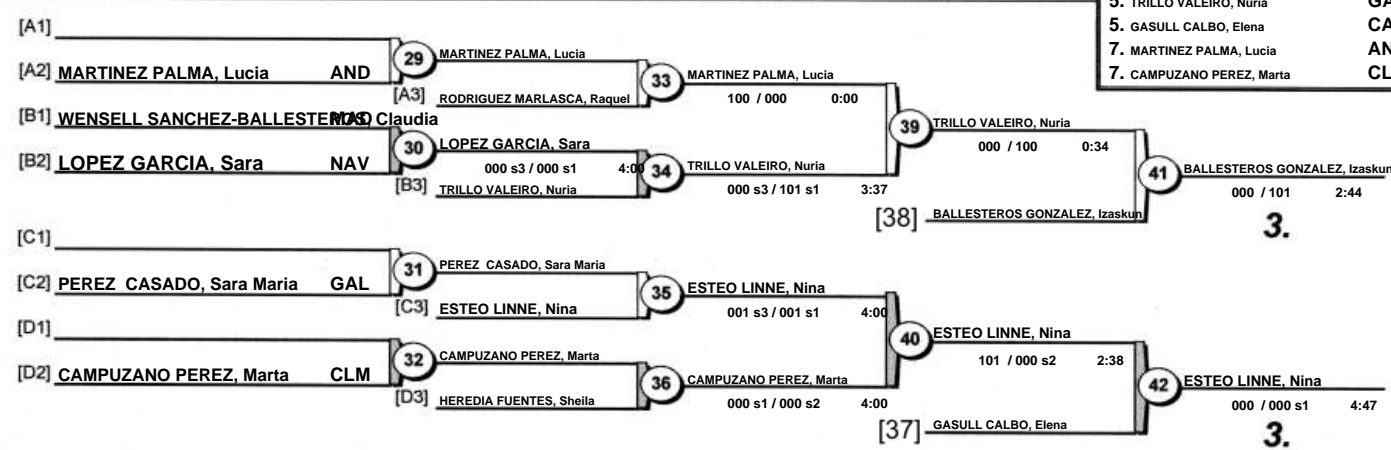 5. TRILLO VALEIRO, Nuria GA
5. GASULL CALBO, Elena CA
7. MARTINEZ PALMA, Lucia AN
7. CAMPUZANO PEREZ, Marta CL
[A1]
[A2] MARTINEZ PALMA, Lucia AND
29
MARTINEZ PALMA, Lucia
[A3] RODRIGUEZ MARLASCA, Raquel
33
MARTINEZ PALMA, Lucia
100 / 000 0:00
[B1] WENSELL SANCHEZ-BALLESTEROS, Claudia MAD
[B2] LOPEZ GARCIA, Sara NAV
30
LOPEZ GARCIA, Sara
000 s3 / 000 s1 4:00
[B3] TRILLO VALEIRO, Nuria
34
TRILLO VALEIRO, Nuria
000 s3 / 101 s1 3:37
39
TRILLO VALEIRO, Nuria
000 / 100 0:34
[38] BALLESTEROS GONZALEZ, Izaskun
41
BALLESTEROS GONZALEZ, Izaskun
000 / 101 2:44
3.
[C1]
[C2] PEREZ CASADO, Sara Maria GAL
31
PEREZ CASADO, Sara Maria
[C3] ESTEO LINNE, Nina
35
ESTEO LINNE, Nina
001 s3 / 001 s1 4:00
[D1]
[D2] CAMPUZANO PEREZ, Marta CLM
32
CAMPUZANO PEREZ, Marta
[D3] HEREDIA FUENTES, Sheila
36
CAMPUZANO PEREZ, Marta
000 s1 / 000 s2 4:00
40
ESTEO LINNE, Nina
101 / 000 s2 2:38
[37] GASULL CALBO, Elena
42
ESTEO LINNE, Nina
000 / 000 s1 4:47
3.